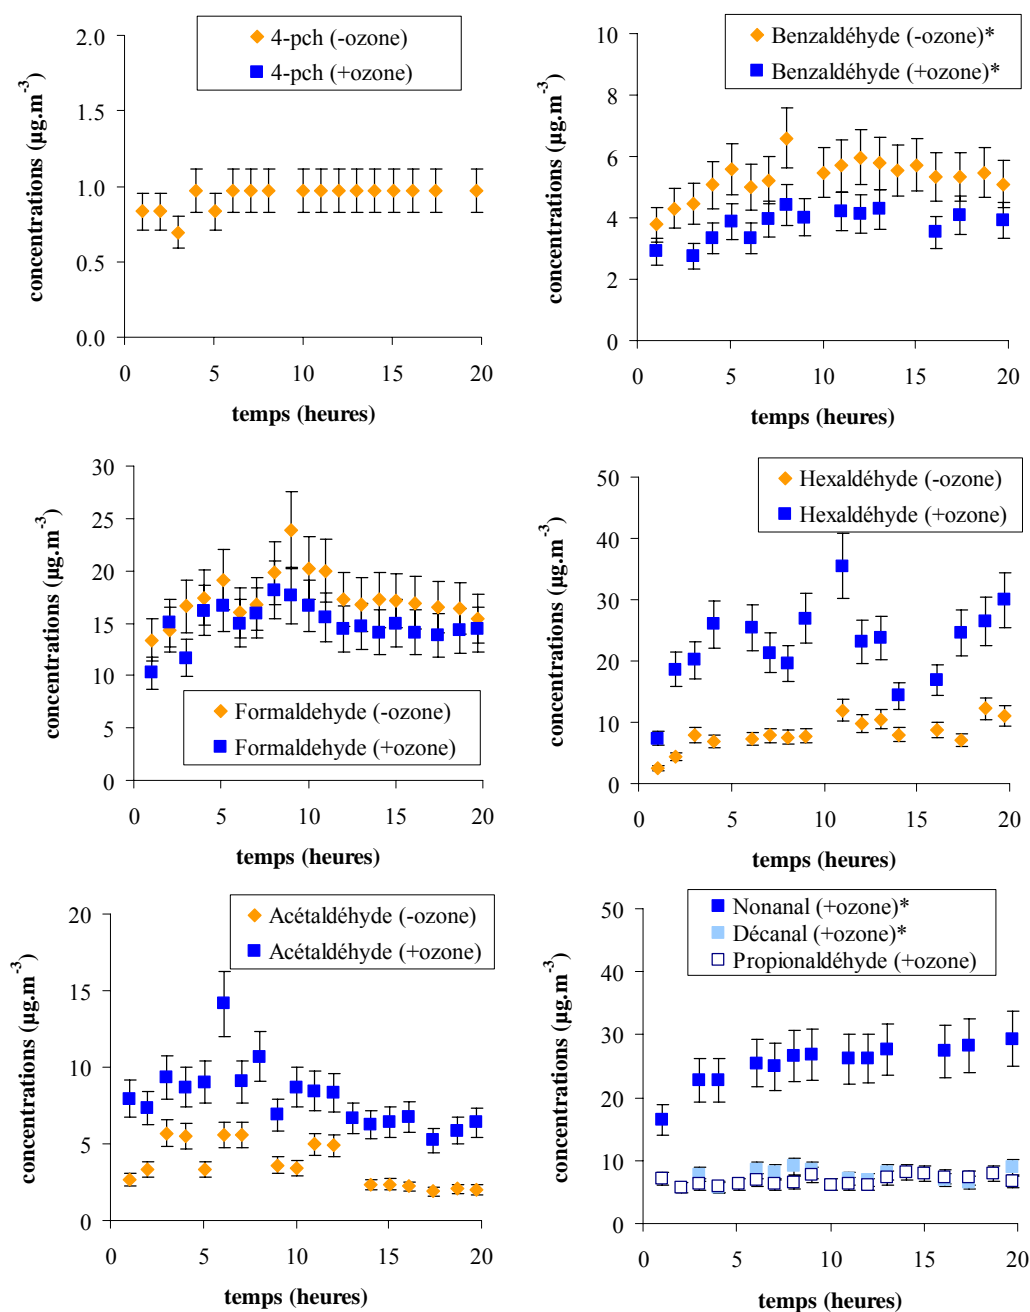 4-pch (-ozone)
4-pch (+ozone)
2.0
1.5
1.0
0.5
0.0
0 5 10 15 20
concentrations (µg.m-3)
temps (heures)
Benzaldéhyde (-ozone)*
Benzaldéhyde (+ozone)*
10
8
6
4
2
0
0 5 10 15 20
concentrations (µg.m-3)
temps (heures)
30
25
20
15
10
5
0
Formaldehyde (-ozone)
Formaldehyde (+ozone)
0 5 10 15 20
concentrations (µg.m-3)
temps (heures)
Hexaldéhyde (-ozone)
Hexaldéhyde (+ozone)
50
40
30
20
10
0
0 5 10 15 20
concentrations (µg.m-3)
temps (heures)
Acétaldéhyde (-ozone)
Acétaldéhyde (+ozone)
20
15
10
5
0
0 5 10 15 20
concentrations (µg.m-3)
temps (heures)
Nonanal (+ozone)*
Décanal (+ozone)*
Propionaldéhyde (+ozone)
50
40
30
20
10
0
0 5 10 15 20
concentrations (µg.m-3)
temps (heures)